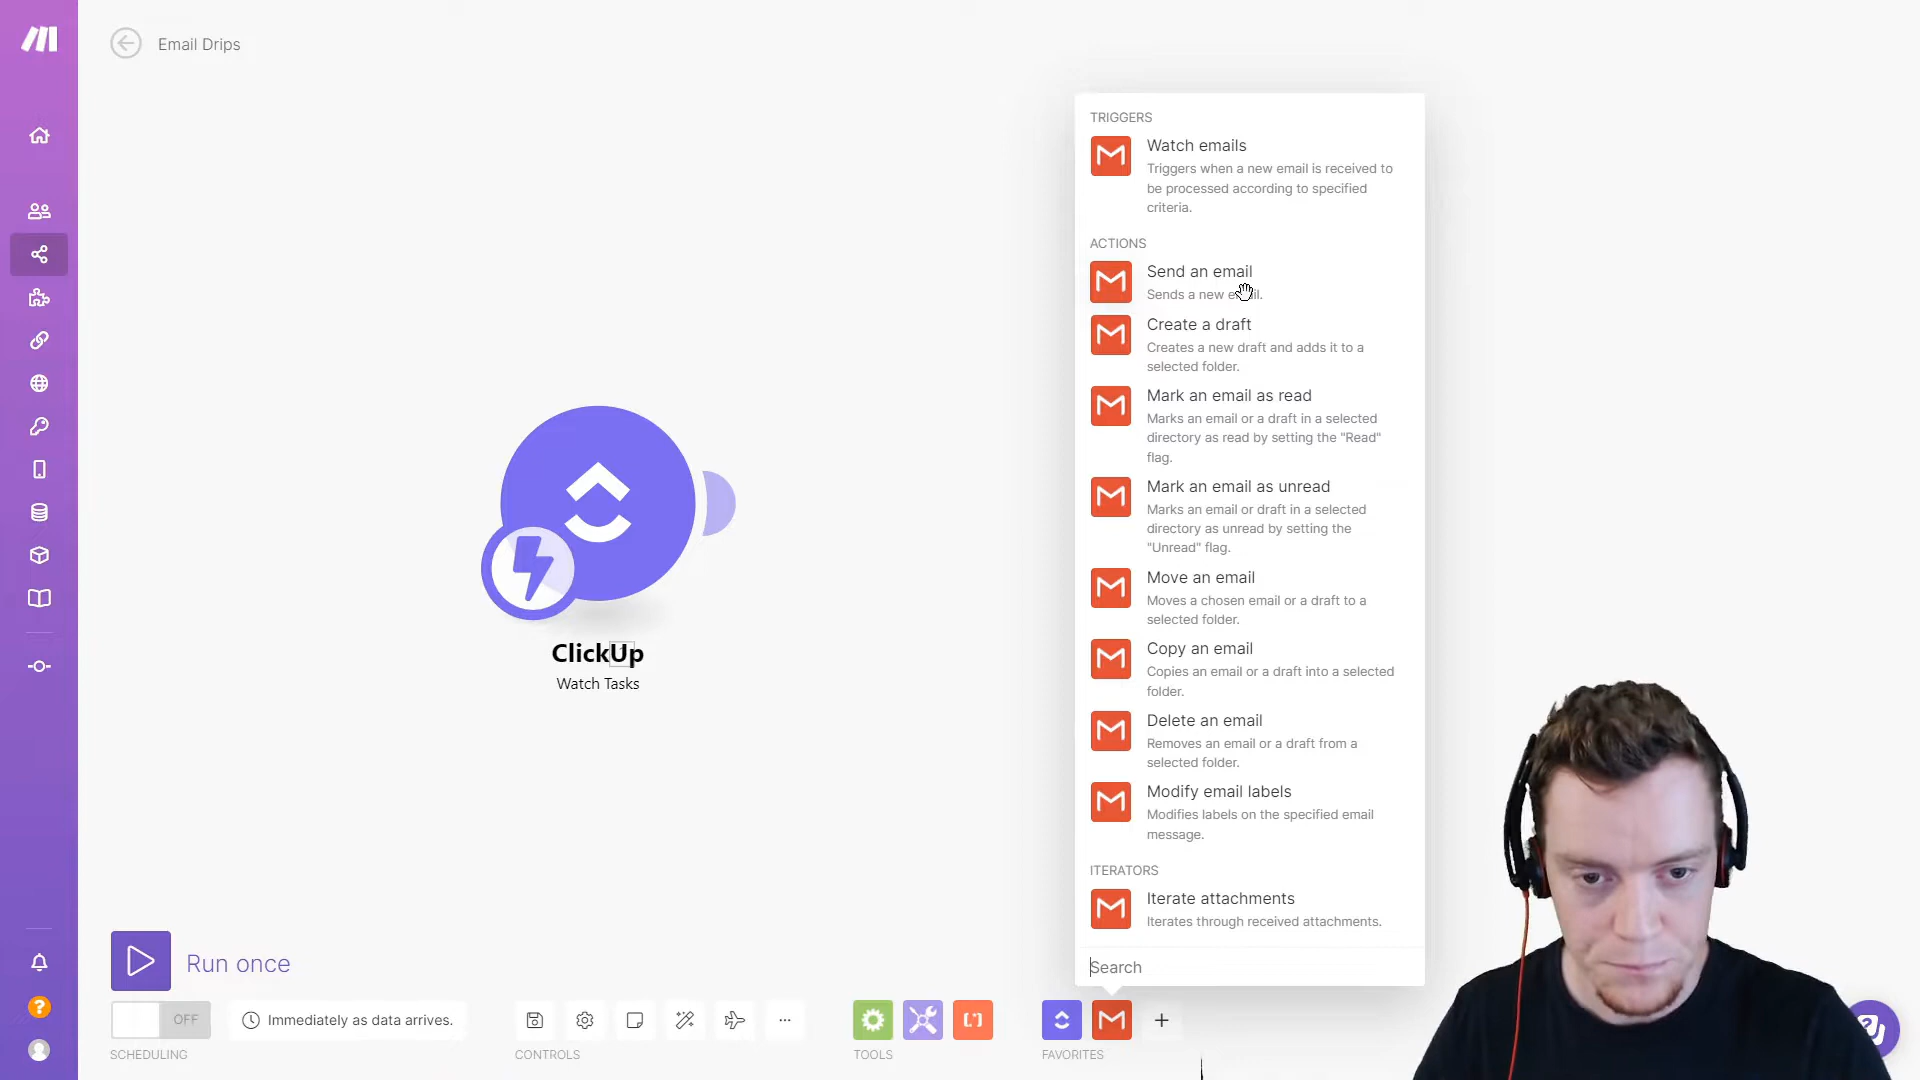 Email Drips
TRIGGERS
Watch emails
Triggers when a new email is received to
be processed according to specified
criteria.
ACTIONS
Send an email
Sends a new email.
Create a draft
Creates a new draft and adds it to a
selected folder.
Mark an email as read
Marks an email or a draft in a selected
directory as read by setting the "Read"
flag.
Mark an email as unread
Marks an email or draft in a selected
directory as unread by setting the
"Unread" flag.
Move an email
Moves a chosen email or a draft to a
selected folder.
Copy an email
Copies an email or a draft into a selected
folder.
Delete an email
Removes an email or a draft from a
selected folder.
Modify email labels
Modifies labels on the specified email
message.
ITERATORS
Iterate attachments
Iterates through received attachments.
Search
ClickUp
Watch Tasks
Run once
OFF
Immediately as data arrives.
SCHEDULING
CONTROLS
TOOLS
FAVORITES